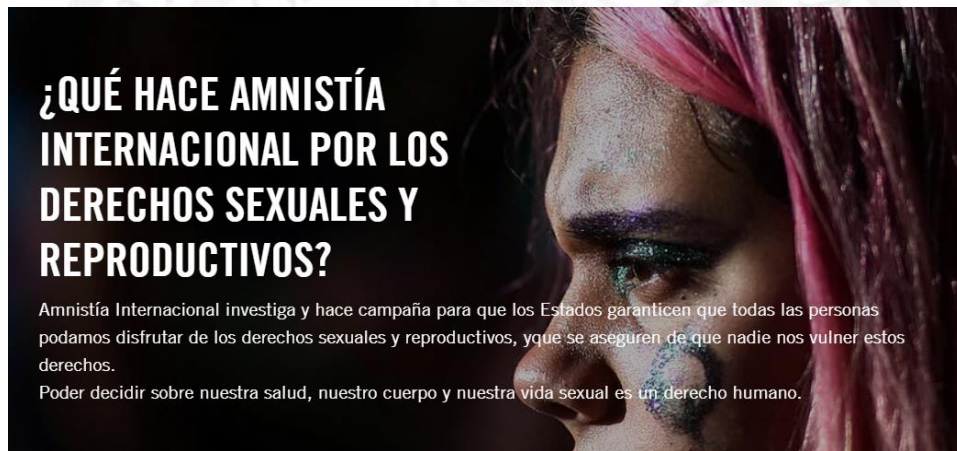 ¿QUÉ HACE AMNISTÍA
INTERNACIONAL POR LOS
DERECHOS SEXUALES Y
REPRODUCTIVOS?
Amnistía Internacional investiga y hace campaña para que los Estados garanticen que todas las personas
podamos disfrutar de los derechos sexuales y reproductivos, yque se aseguren de que nadie nos vulner estos
derechos.
Poder decidir sobre nuestra salud, nuestro cuerpo y nuestra vida sexual es un derecho humano.